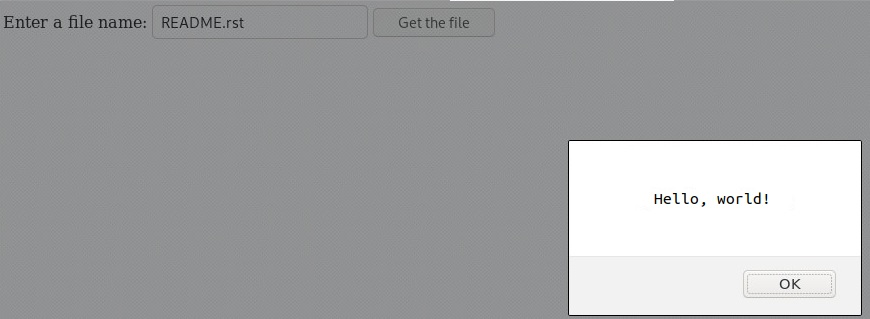 Enter a file name: README.rst Get the file
Hello, world!
OK